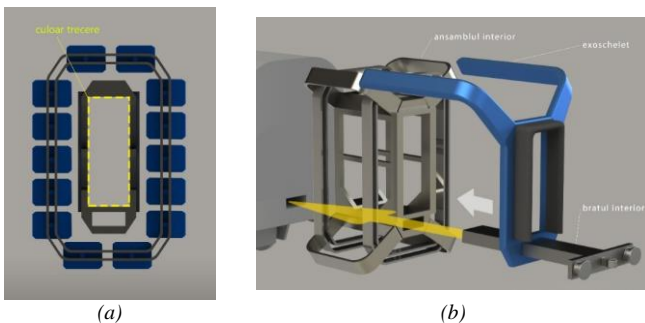 culoar trecere
ansamblul interior
exoschelet
bratul interior
(a)
(b)